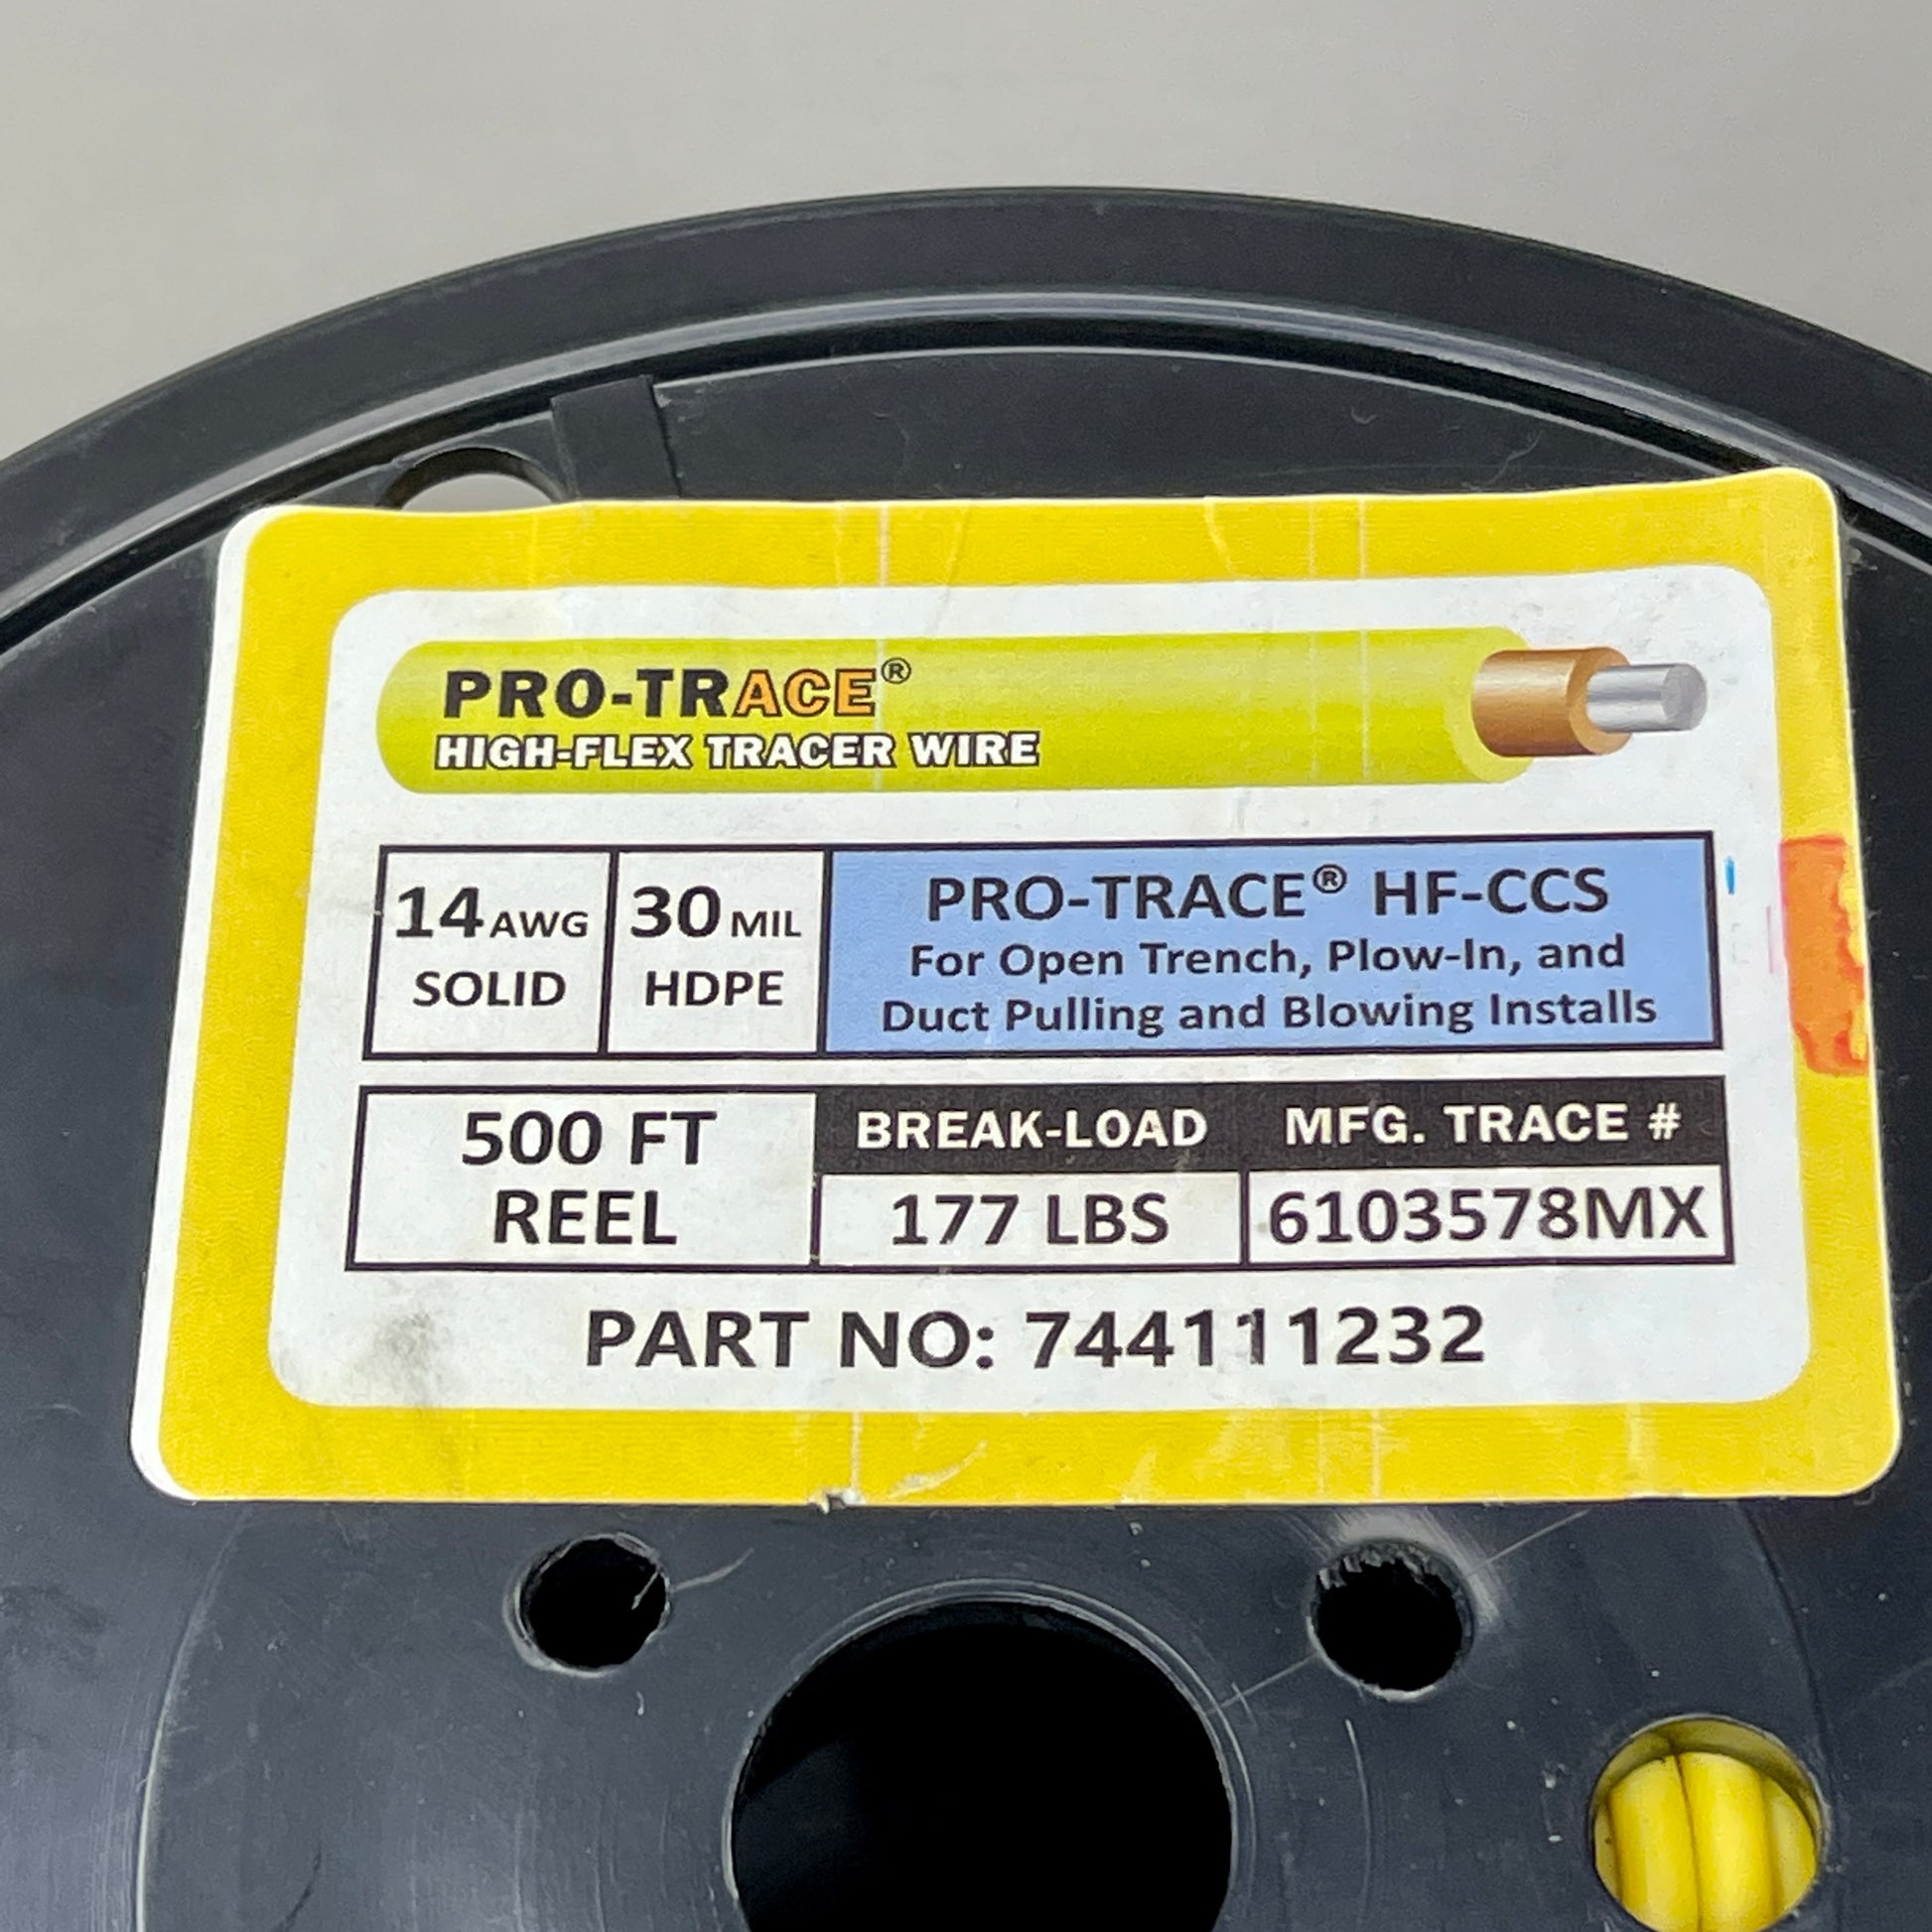 PRO-TRACE®
HIGH-FLEX TRACER WIRE
14 AWG
SOLID
30 MIL
HDPE
PRO-TRACE® HF-CCS
For Open Trench, Plow-In, and
Duct Pulling and Blowing Installs
500 FT
REEL
BREAK-LOAD
177 LBS
MFG. TRACE #
6103578MX
PART NO: 744111232